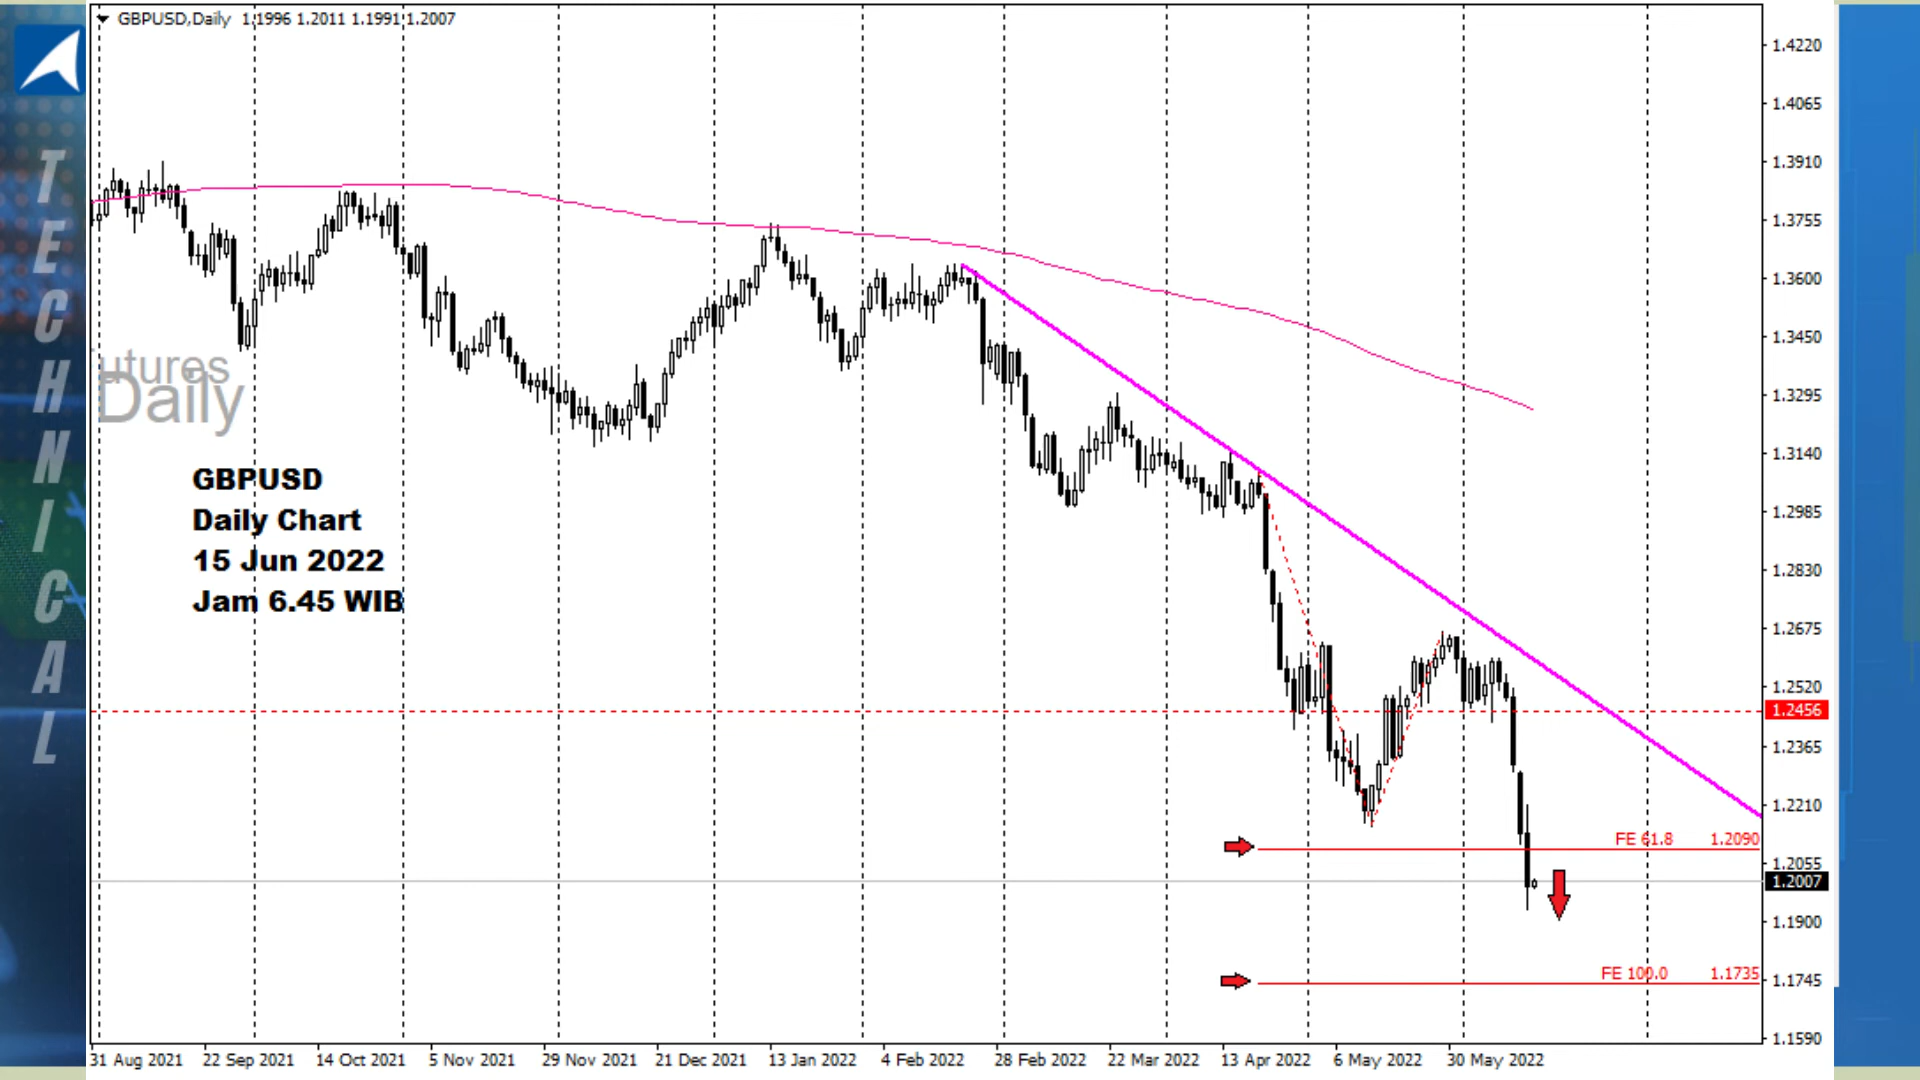 GBPUSD,Daily 1.1996 1.2011 1.1991 1.2007
TECHNICAL
Futures
Daily
GBPUSD
Daily Chart
15 Jun 2022
Jam 6.45 WIB
FE 61.8 1.2090
FE 100.0 1.1735
1.4220
1.4065
1.3910
1.3755
1.3600
1.3450
1.3295
1.3140
1.2985
1.2830
1.2675
1.2520
1.2456
1.2365
1.2210
1.2055
1.2007
1.1900
1.1745
1.1590
31 Aug 2021 22 Sep 2021 14 Oct 2021 5 Nov 2021 29 Nov 2021 21 Dec 2021 13 Jan 2022 4 Feb 2022 28 Feb 2022 22 Mar 2022 13 Apr 2022 6 May 2022 30 May 2022